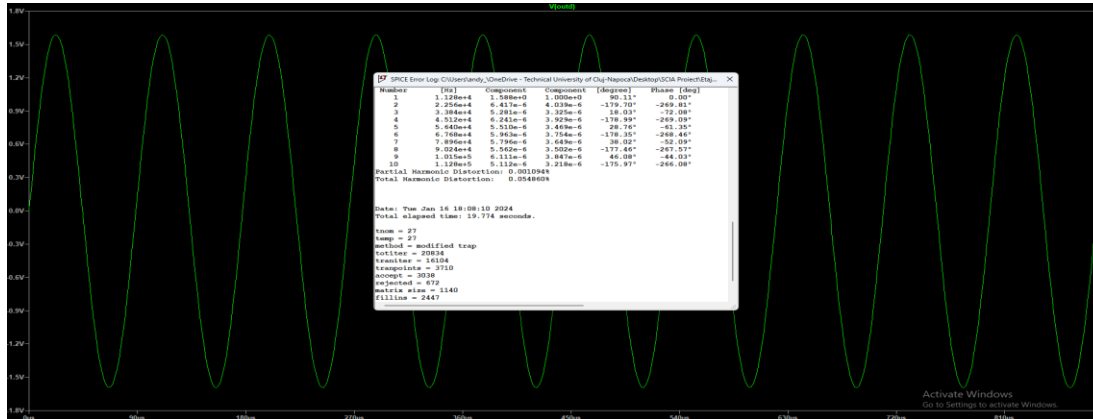 V(outd)
1.8V
1.5V
1.2V
0.9V
0.6V
0.3V
0.0V
-0.3V
-0.6V
-0.9V
-1.2V
-1.5V
-1.8V
SPICE Error Log: C:\Users\andy_\OneDrive - Technical University of Cluj-Napoca\Desktop\SCIA Proiect\Etaj...
Number [Hz] Component Component [degree] Phase [deg]
1 1.128e+4 1.588e+0 1.000e+0 90.11° 0.00°
2 2.256e+4 6.417e-6 4.039e-6 -179.70° -269.81°
3 3.384e+4 5.281e-6 3.325e-6 18.03° -72.08°
4 4.512e+4 6.241e-6 3.929e-6 -178.99° -269.09°
5 5.640e+4 5.510e-6 3.469e-6 28.76° -61.35°
6 6.768e+4 5.963e-6 3.754e-6 -178.35° -268.46°
7 7.896e+4 5.796e-6 3.649e-6 38.02° -52.09°
8 9.024e+4 5.562e-6 3.502e-6 -177.46° -267.57°
9 1.015e+5 6.111e-6 3.847e-6 46.08° -44.03°
10 1.128e+5 5.112e-6 3.218e-6 -175.97° -266.08°
Partial Harmonic Distortion: 0.001094%
Total Harmonic Distortion: 0.054860%
Date: Tue Jan 16 18:08:10 2024
Total elapsed time: 19.774 seconds.
tnom = 27
temp = 27
method = modified trap
totiter = 20834
traniter = 16104
tranpoints = 3710
accept = 3038
rejected = 672
matrix size = 1140
fillins = 2447
Activate Windows
Go to Settings to activate Windows.
0µs 90µs 180µs 270µs 360µs 450µs 540µs 630µs 720µs 810µs